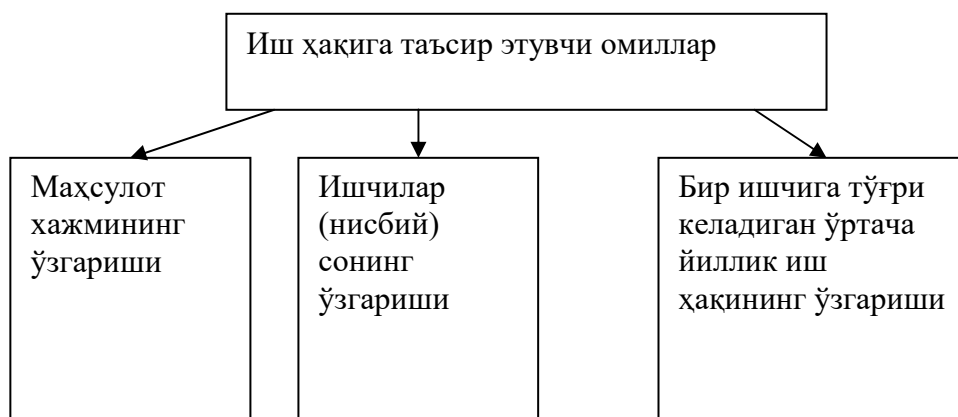 Иш ҳақига таъсир этувчи омиллар
Маҳсулот
хажмининг
ўзгариши
Ишчилар
(нисбий)
сонинг
ўзгариши
Бир ишчига тўғри
келадиган ўртача
йиллик иш
ҳақининг ўзгариши